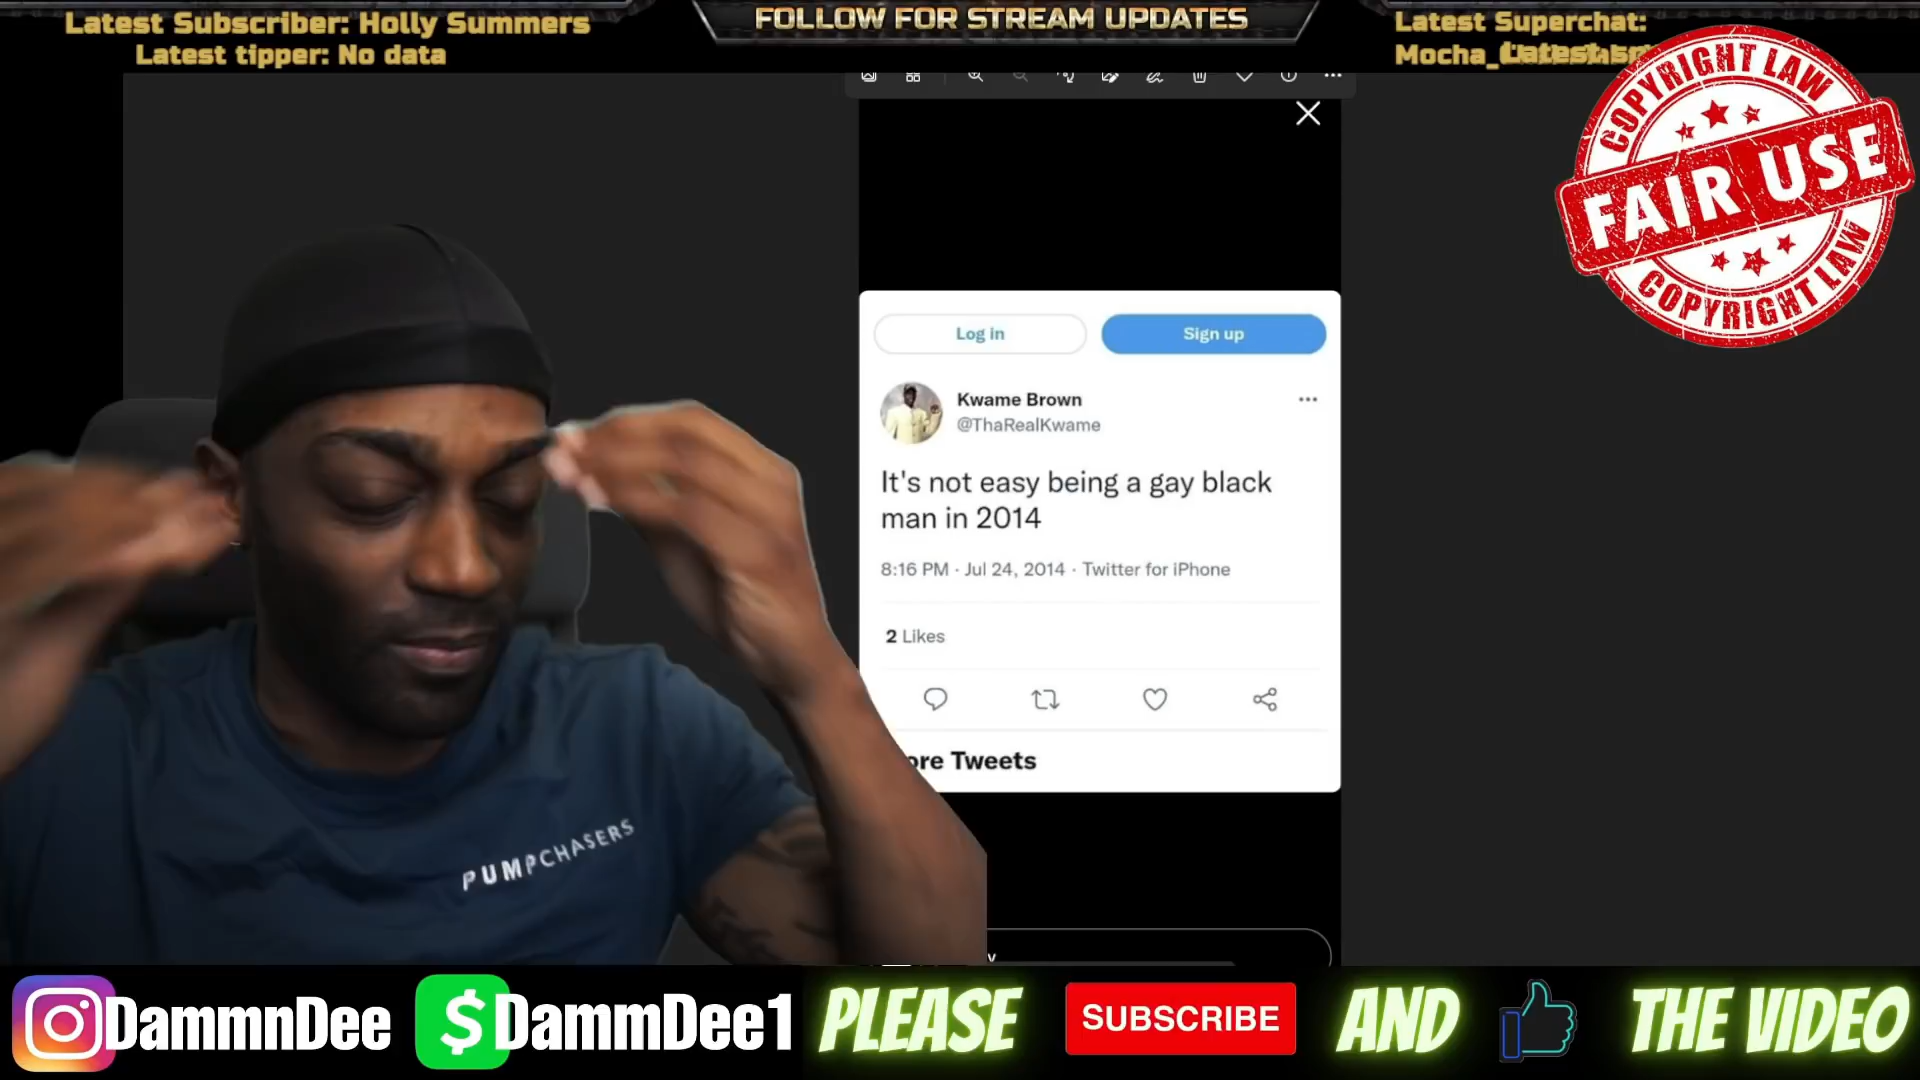 Latest Subscriber: Holly Summers
Latest tipper: No data
FOLLOW FOR STREAM UPDATES
Latest Superchat:
COPYRIGHT LAW
FAIR USE
COPYRIGHT LAW
Log in
Sign up
Kwame Brown
@ThaRealKwame
It's not easy being a gay black
man in 2014
8:16 PM · Jul 24, 2014 · Twitter for iPhone
2 Likes
Tweets
PUMPCHASERS
DammnDee
$
DammDee1
PLEASE
SUBSCRIBE
AND
THE VIDEO